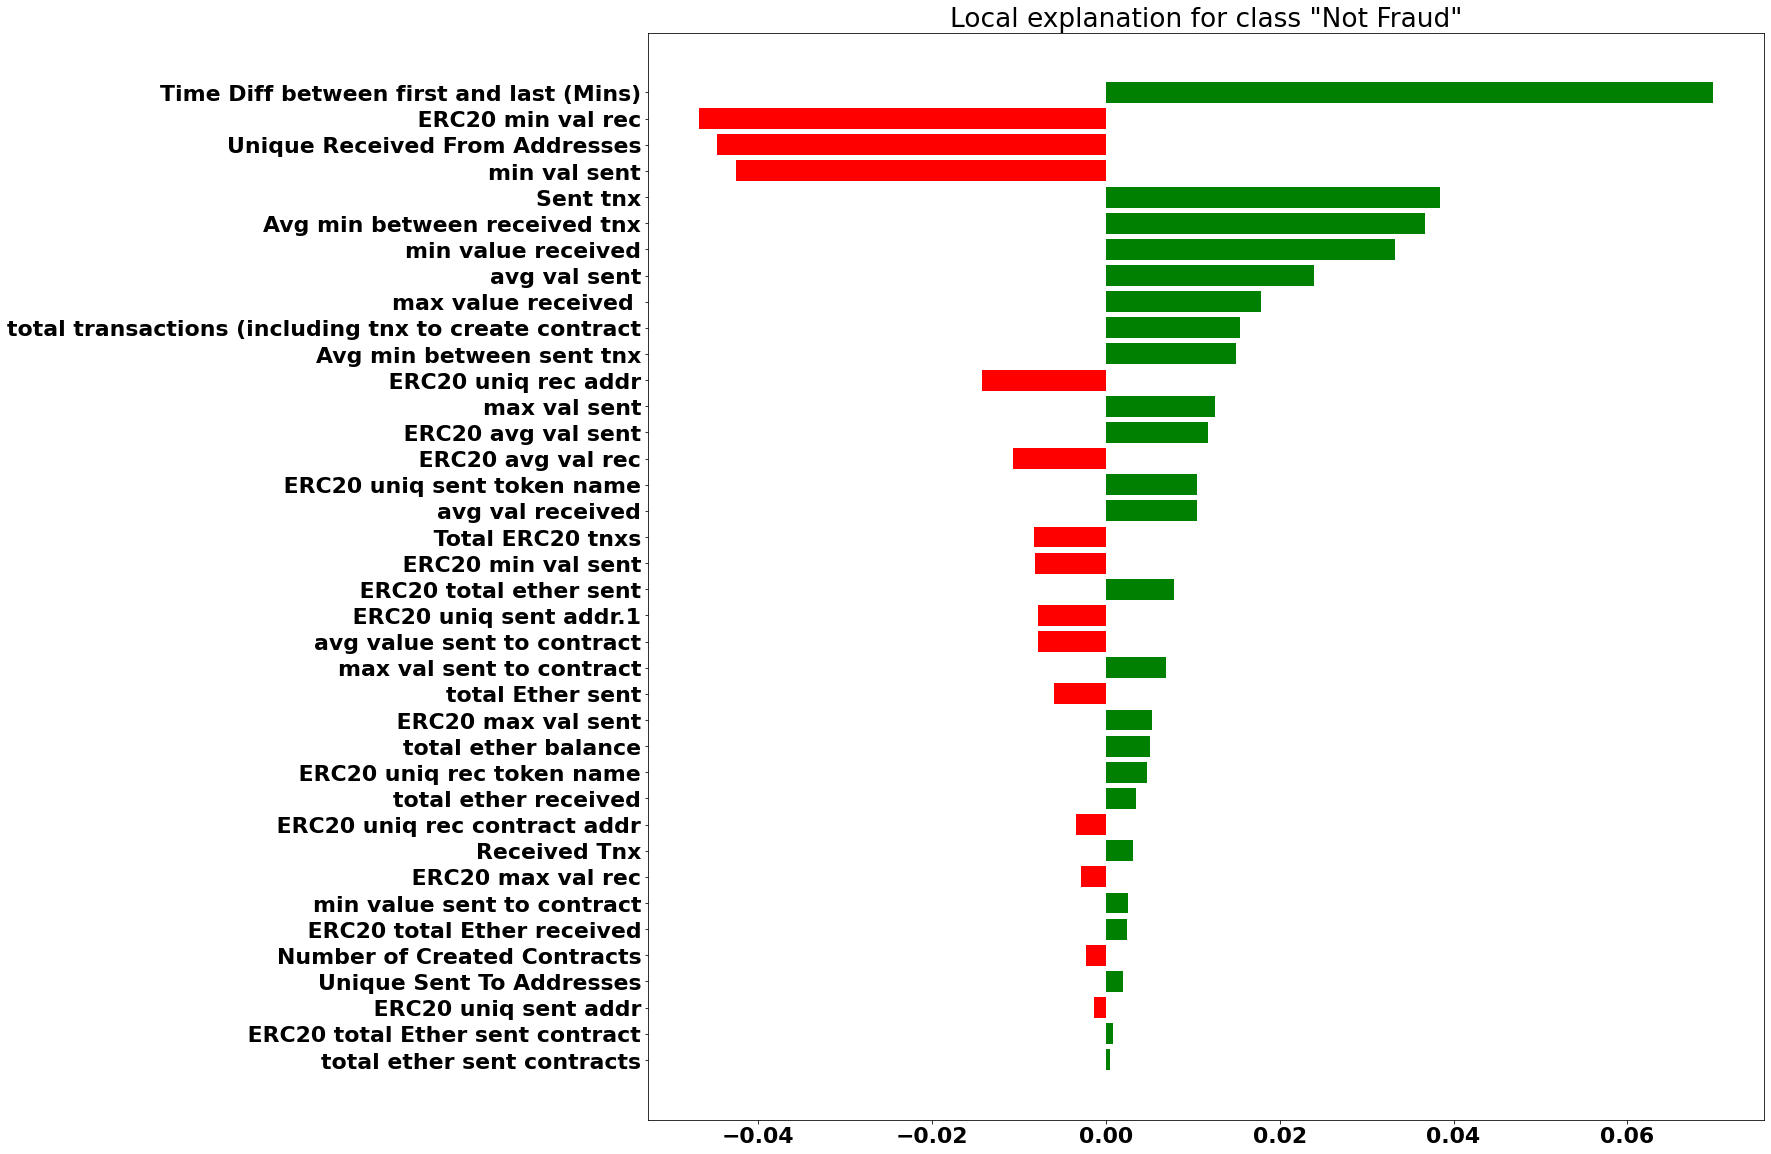 Local explanation for class "Not Fraud"
Time Diff between first and last (Mins)
ERC20 min val rec
Unique Received From Addresses
min val sent
Sent tnx
Avg min between received tnx
min value received
avg val sent
max value received
total transactions (including tnx to create contract
Avg min between sent tnx
ERC20 uniq rec addr
max val sent
ERC20 avg val sent
ERC20 avg val rec
ERC20 uniq sent token name
avg val received
Total ERC20 tnxs
ERC20 min val sent
ERC20 total ether sent
ERC20 uniq sent addr.1
avg value sent to contract
max val sent to contract
total Ether sent
ERC20 max val sent
total ether balance
ERC20 uniq rec token name
total ether received
ERC20 uniq rec contract addr
Received Tnx
ERC20 max val rec
min value sent to contract
ERC20 total Ether received
Number of Created Contracts
Unique Sent To Addresses
ERC20 uniq sent addr
ERC20 total Ether sent contract
total ether sent contracts
−0.04 −0.02 0.00 0.02 0.04 0.06